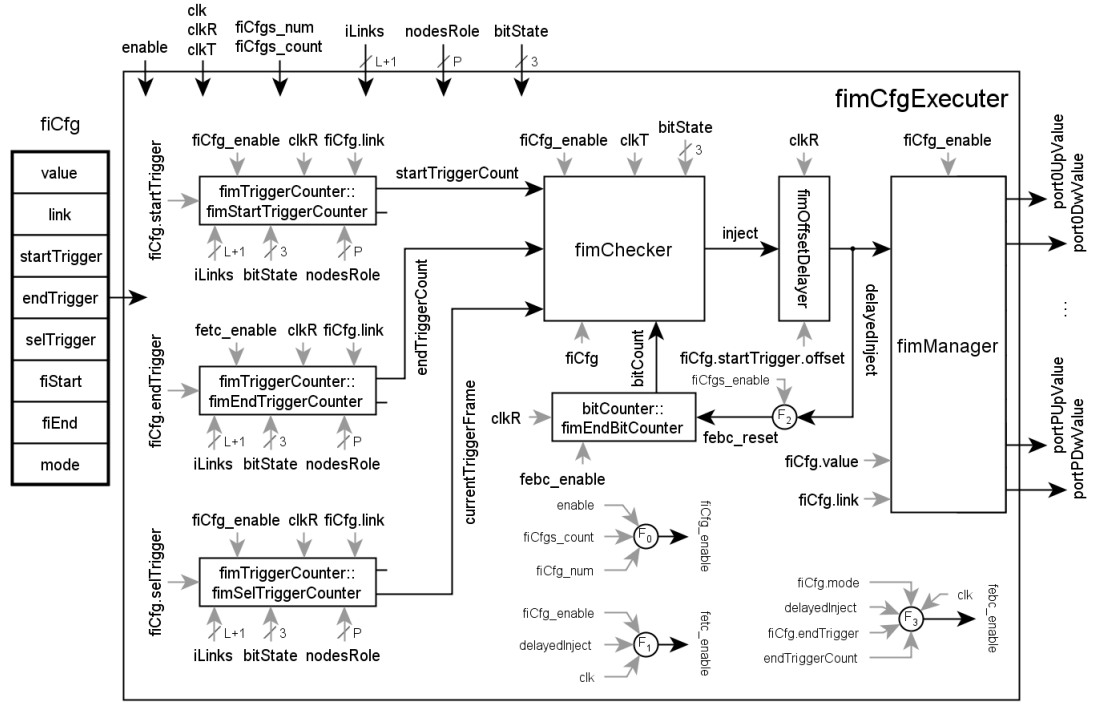 clk
clkR
clkT
enable
fiCfgs_num
fiCfgs_count
iLinks
L+1
nodesRole
P
bitState
3
fimCfgExecuter
fiCfg
value
link
startTrigger
endTrigger
selTrigger
fiStart
fiEnd
mode
fiCfg.startTrigger
fiCfg_enable
clkR
fiCfg.link
fimTriggerCounter::
fimStartTriggerCounter
L+1
3
P
iLinks
bitState
nodesRole
startTriggerCount
fiCfg.endTrigger
fetc_enable
clkR
fiCfg.link
fimTriggerCounter::
fimEndTriggerCounter
L+1
3
P
iLinks
bitState
nodesRole
endTriggerCount
fiCfg.selTrigger
fiCfg_enable
clkR
fiCfg.link
fimTriggerCounter::
fimSelTriggerCounter
L+1
3
P
iLinks
bitState
nodesRole
currentTriggerFrame
fiCfg_enable
clkT
bitState
3
fimChecker
fiCfg
bitCount
inject
clkR
fimOffsetDelayer
fiCfg.startTrigger.offset
fiCfgs_enable
F2
febc_reset
delayedInject
clkR
bitCounter::
fimEndBitCounter
febc_enable
fiCfg_enable
fimManager
fiCfg.value
fiCfg.link
port0UpValue
port0DwValue
...
portPUpValue
portPDwValue
enable
fiCfgs_count
fiCfg_num
F0
fiCfg_enable
fiCfg_enable
delayedInject
clk
F1
fetc_enable
fiCfg.mode
delayedInject
fiCfg.endTrigger
endTriggerCount
F3
clk
febc_enable